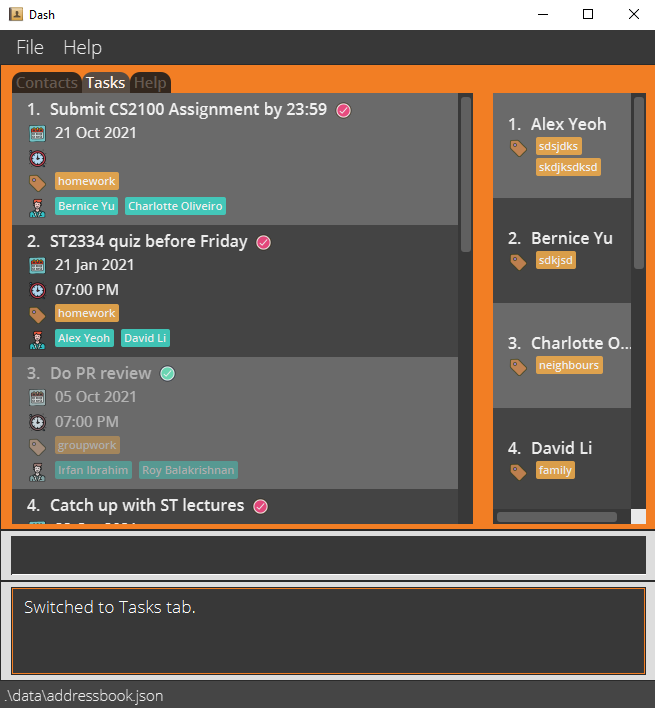 Dash
File Help
Contacts Tasks Help
1. Submit CS2100 Assignment by 23:59
21 Oct 2021
homework
Bernice Yu Charlotte Oliveiro
2. ST2334 quiz before Friday
21 Jan 2021
07:00 PM
homework
Alex Yeoh David Li
3. Do PR review
05 Oct 2021
07:00 PM
groupwork
Irfan Ibrahim Roy Balakrishnan
4. Catch up with ST lectures
1. Alex Yeoh
sdsjdks
skdjksdksd
2. Bernice Yu
sdkjsd
3. Charlotte O...
neighbours
4. David Li
family
Switched to Tasks tab.
.\data\addressbook.json